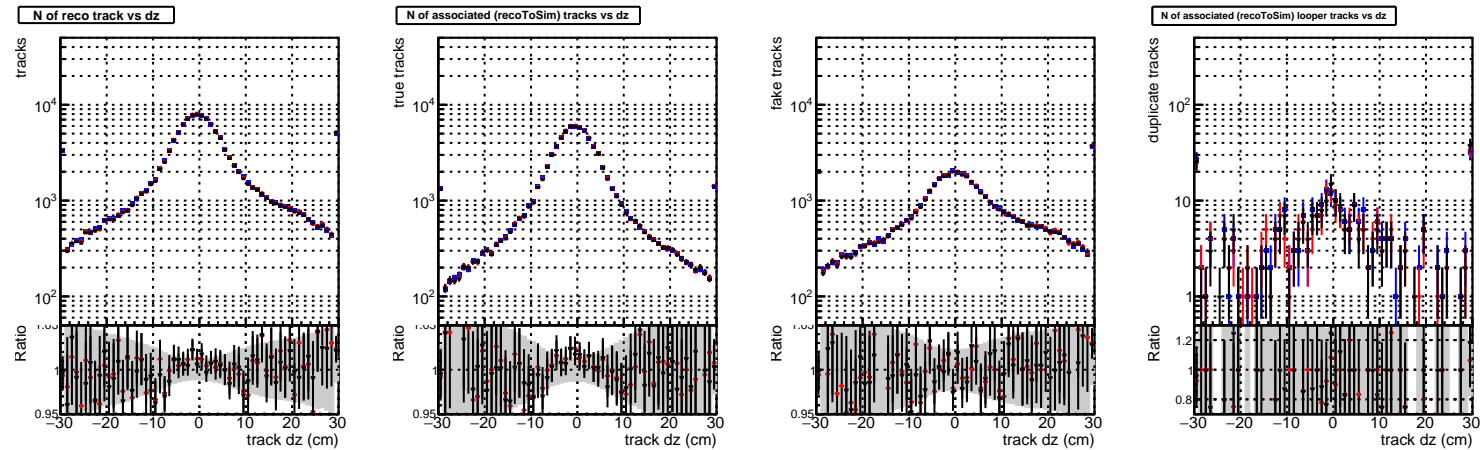 N of reco track vs dz
tracks
10⁴
10³
10²
Ratio
1
0.95
−30 −20 −10 0 10 20 30
track dz (cm)
N of associated (recoToSim) tracks vs dz
true tracks
10⁴
10³
10²
Ratio
1
0.95
−30 −20 −10 0 10 20 30
track dz (cm)
fake tracks
10⁴
10³
10²
Ratio
1
0.95
−30 −20 −10 0 10 20 30
track dz (cm)
N of associated (recoToSim) looper tracks vs dz
duplicate tracks
10²
10
1
Ratio
1.2
1
0.8
−30 −20 −10 0 10 20 30
track dz (cm)